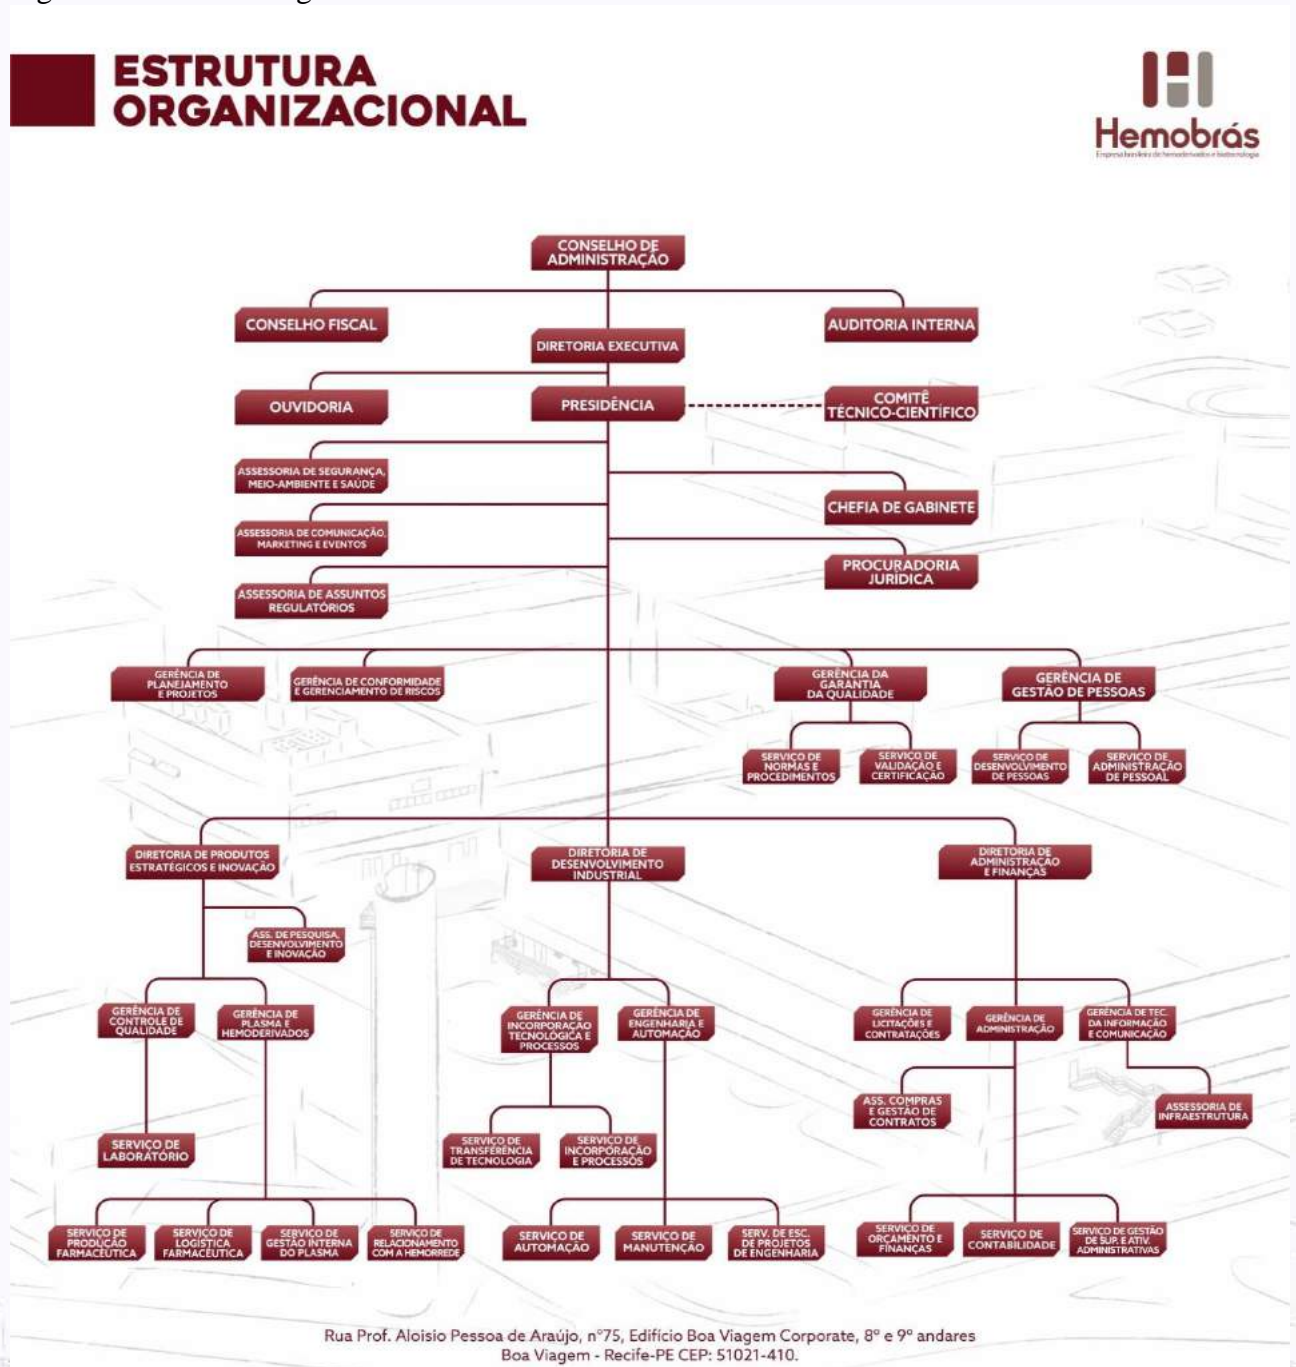 ESTRUTURA
ORGANIZACIONAL
Hemobrás
Empresa brasileira de hemoderivados e biotecnologia
CONSELHO DE
ADMINISTRAÇÃO
CONSELHO FISCAL
AUDITORIA INTERNA
DIRETORIA EXECUTIVA
OUVIDORIA
PRESIDÊNCIA
COMITÊ
TÉCNICO-CIENTÍFICO
ASSESSORIA DE SEGURANÇA,
MEIO-AMBIENTE E SAÚDE
CHEFIA DE GABINETE
ASSESSORIA DE COMUNICAÇÃO,
MARKETING E EVENTOS
PROCURADORIA
JURÍDICA
ASSESSORIA DE ASSUNTOS
REGULATÓRIOS
GERÊNCIA DE
PLANEJAMENTO
E PROJETOS
GERÊNCIA DE CONFORMIDADE
E GERENCIAMENTO DE RISCOS
GERÊNCIA DA
GARANTIA
DA QUALIDADE
GERÊNCIA DE
GESTÃO DE PESSOAS
SERVIÇO DE
NORMAS E
PROCEDIMENTOS
SERVIÇO DE
VALIDAÇÃO E
CERTIFICAÇÃO
SERVIÇO DE
DESENVOLVIMENTO
DE PESSOAS
SERVIÇO DE
ADMINISTRAÇÃO
DE PESSOAL
DIRETORIA DE PRODUTOS
ESTRATÉGICOS E INOVAÇÃO
DIRETORIA DE
DESENVOLVIMENTO
INDUSTRIAL
DIRETORIA DE
ADMINISTRAÇÃO
E FINANÇAS
ASS. DE PESQUISA,
DESENVOLVIMENTO
E INOVAÇÃO
GERÊNCIA DE
CONTROLE DE
QUALIDADE
GERÊNCIA DE
PLASMA E
HEMODERIVADOS
GERÊNCIA DE
INCORPORAÇÃO
TECNOLÓGICA E
PROCESSOS
GERÊNCIA DE
ENGENHARIA E
AUTOMAÇÃO
GERÊNCIA DE
LICITAÇÕES E
CONTRATAÇÕES
GERÊNCIA DE
ADMINISTRAÇÃO
GERÊNCIA DE TEC.
DA INFORMAÇÃO
E COMUNICAÇÃO
ASS. COMPRAS
E GESTÃO DE
CONTRATOS
ASSESSORIA DE
INFRAESTRUTURA
SERVIÇO DE
LABORATÓRIO
SERVIÇO DE
TRANSFERÊNCIA
DE TECNOLOGIA
SERVIÇO DE
INCORPORAÇÃO
E PROCESSOS
SERVIÇO DE
PRODUÇÃO
FARMACÊUTICA
SERVIÇO DE
LOGÍSTICA
FARMACÊUTICA
SERVIÇO DE
GESTÃO INTERNA
DO PLASMA
SERVIÇO DE
RELACIONAMENTO
COM A HEMORREDE
SERVIÇO DE
AUTOMAÇÃO
SERVIÇO DE
MANUTENÇÃO
SERV. DE ESC.
DE PROJETOS
DE ENGENHARIA
SERVIÇO DE
ORÇAMENTO E
FINANÇAS
SERVIÇO DE
CONTABILIDADE
SERVIÇO DE GESTÃO
DE SUP. E ATIV.
ADMINISTRATIVAS
Rua Prof. Aloisio Pessoa de Araújo, n°75, Edifício Boa Viagem Corporate, 8º e 9º andares
Boa Viagem - Recife-PE CEP: 51021-410.